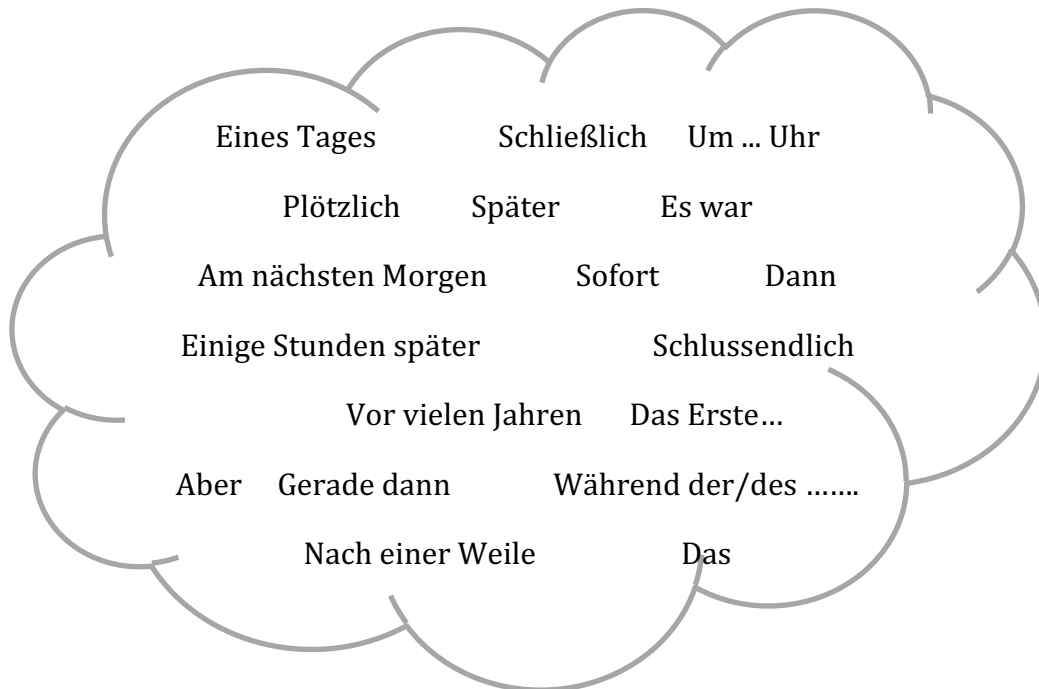 Eines Tages Schließlich Um ... Uhr
Plötzlich Später Es war
Am nächsten Morgen Sofort Dann
Einige Stunden später Schlussendlich
Vor vielen Jahren Das Erste…
Aber Gerade dann Während der/des …….
Nach einer Weile Das